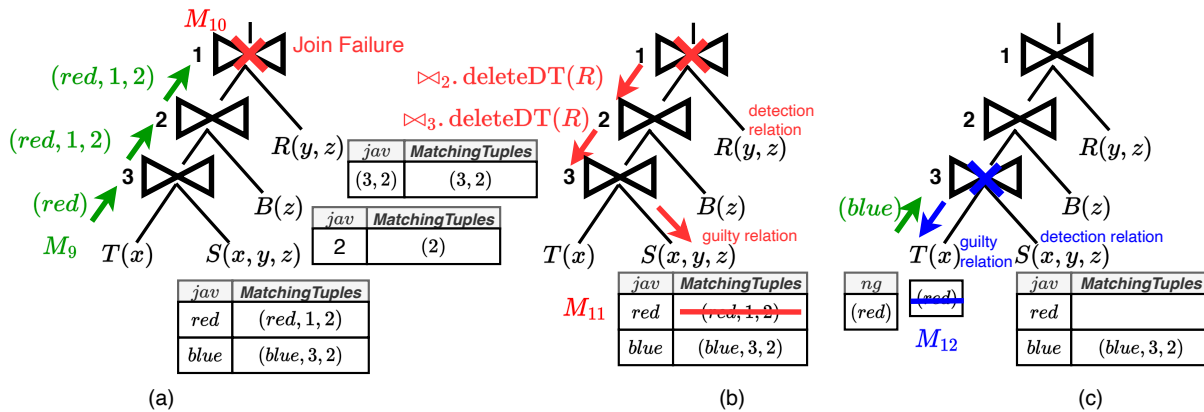 M₁₀
1
Join Failure
(red, 1, 2)
2
(red, 1, 2)
R(y, z)
3
(red)
B(z)
M₉
T(x)
S(x, y, z)
jav MatchingTuples
(3, 2) (3, 2)
jav MatchingTuples
2 (2)
jav MatchingTuples
red (red, 1, 2)
blue (blue, 3, 2)
(a)
1
⋈₂. deleteDT(R)
detection
relation
⋈₃. deleteDT(R)
2
R(y, z)
3
B(z)
guilty relation
T(x)
S(x, y, z)
M₁₁
jav MatchingTuples
red (red, 1, 2)
blue (blue, 3, 2)
(b)
1
2
R(y, z)
3
(blue)
B(z)
T(x)
guilty
relation
detection relation
S(x, y, z)
ng
(red)
(red)
M₁₂
jav MatchingTuples
red
blue (blue, 3, 2)
(c)